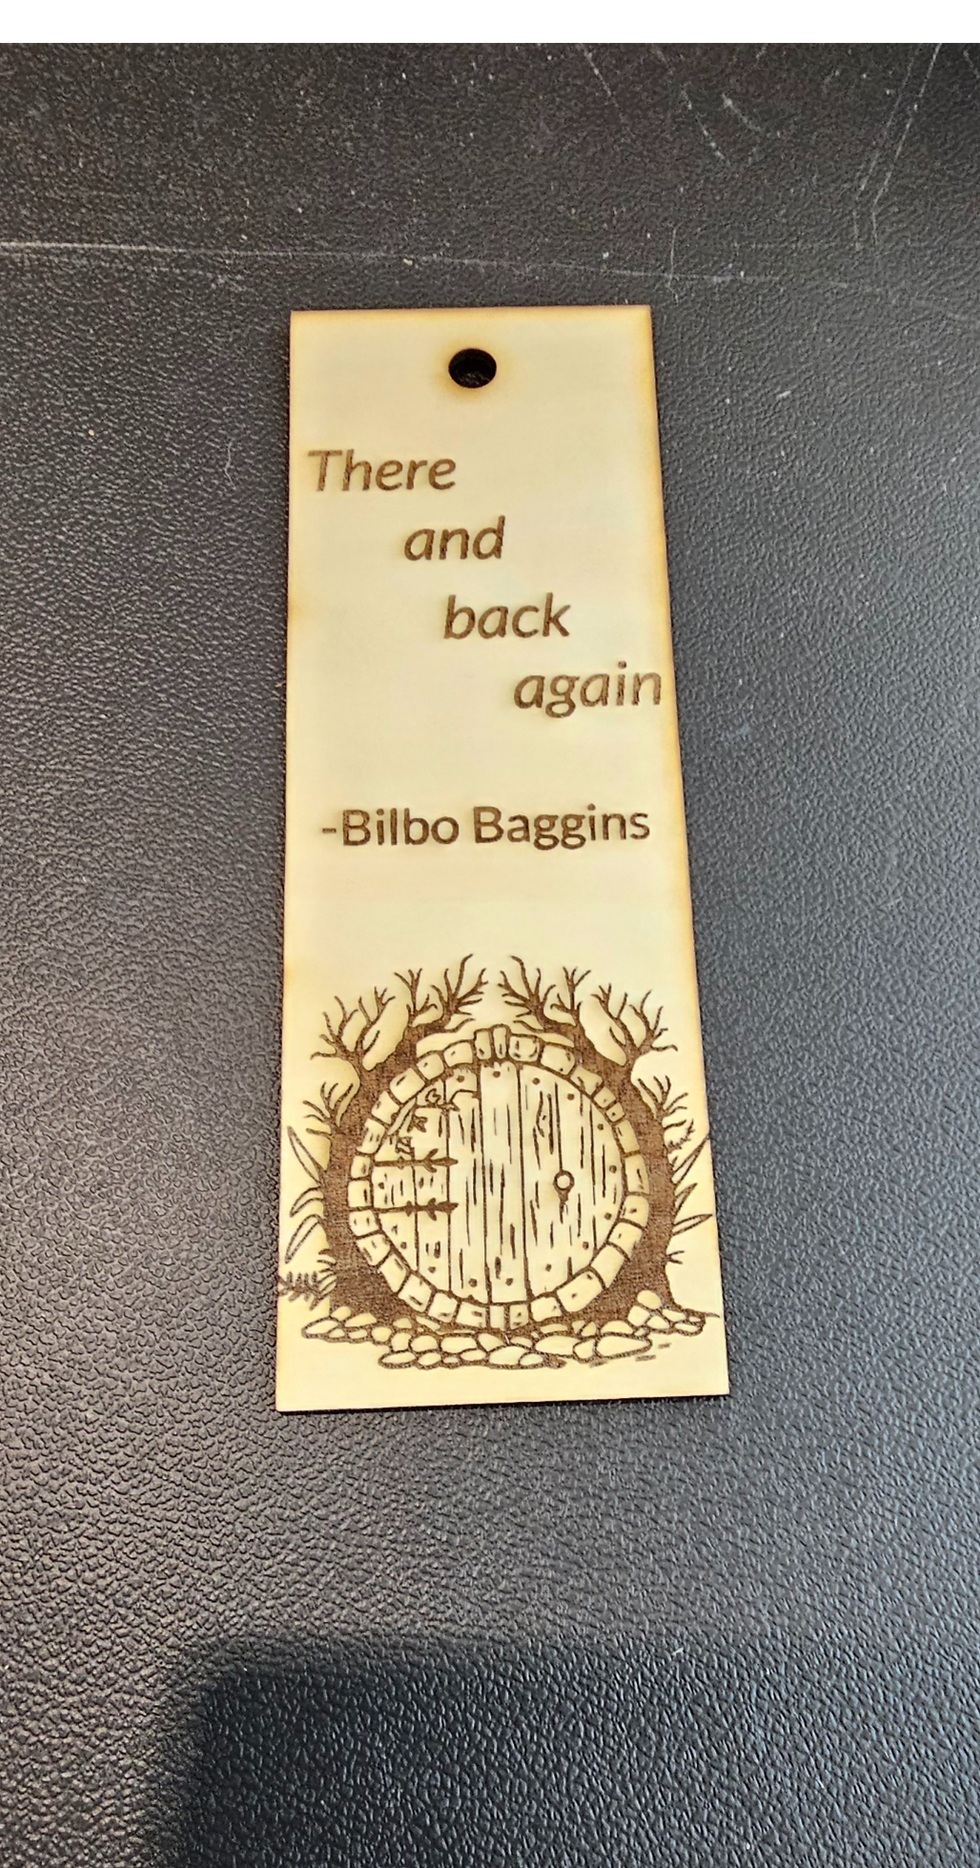 There
and
back
again
-Bilbo Baggins